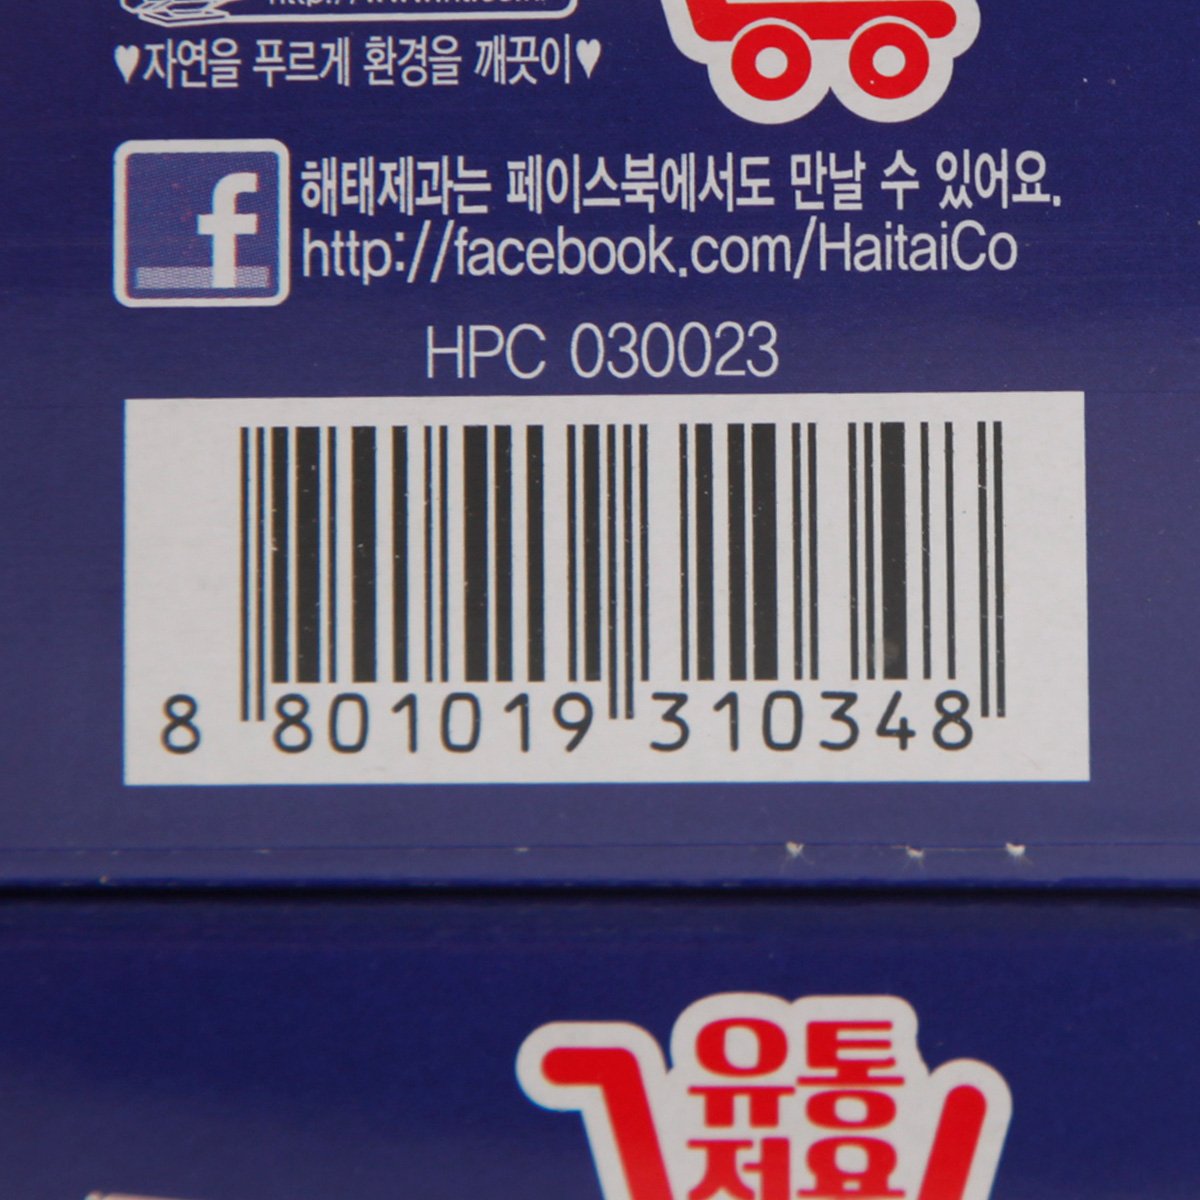 ♥자연을 푸르게 환경을 깨끗이♥
f
해태제과는 페이스북에서도 만날 수 있어요.
http://facebook.com/HaitaiCo
HPC 030023
8 801019 310348
유통